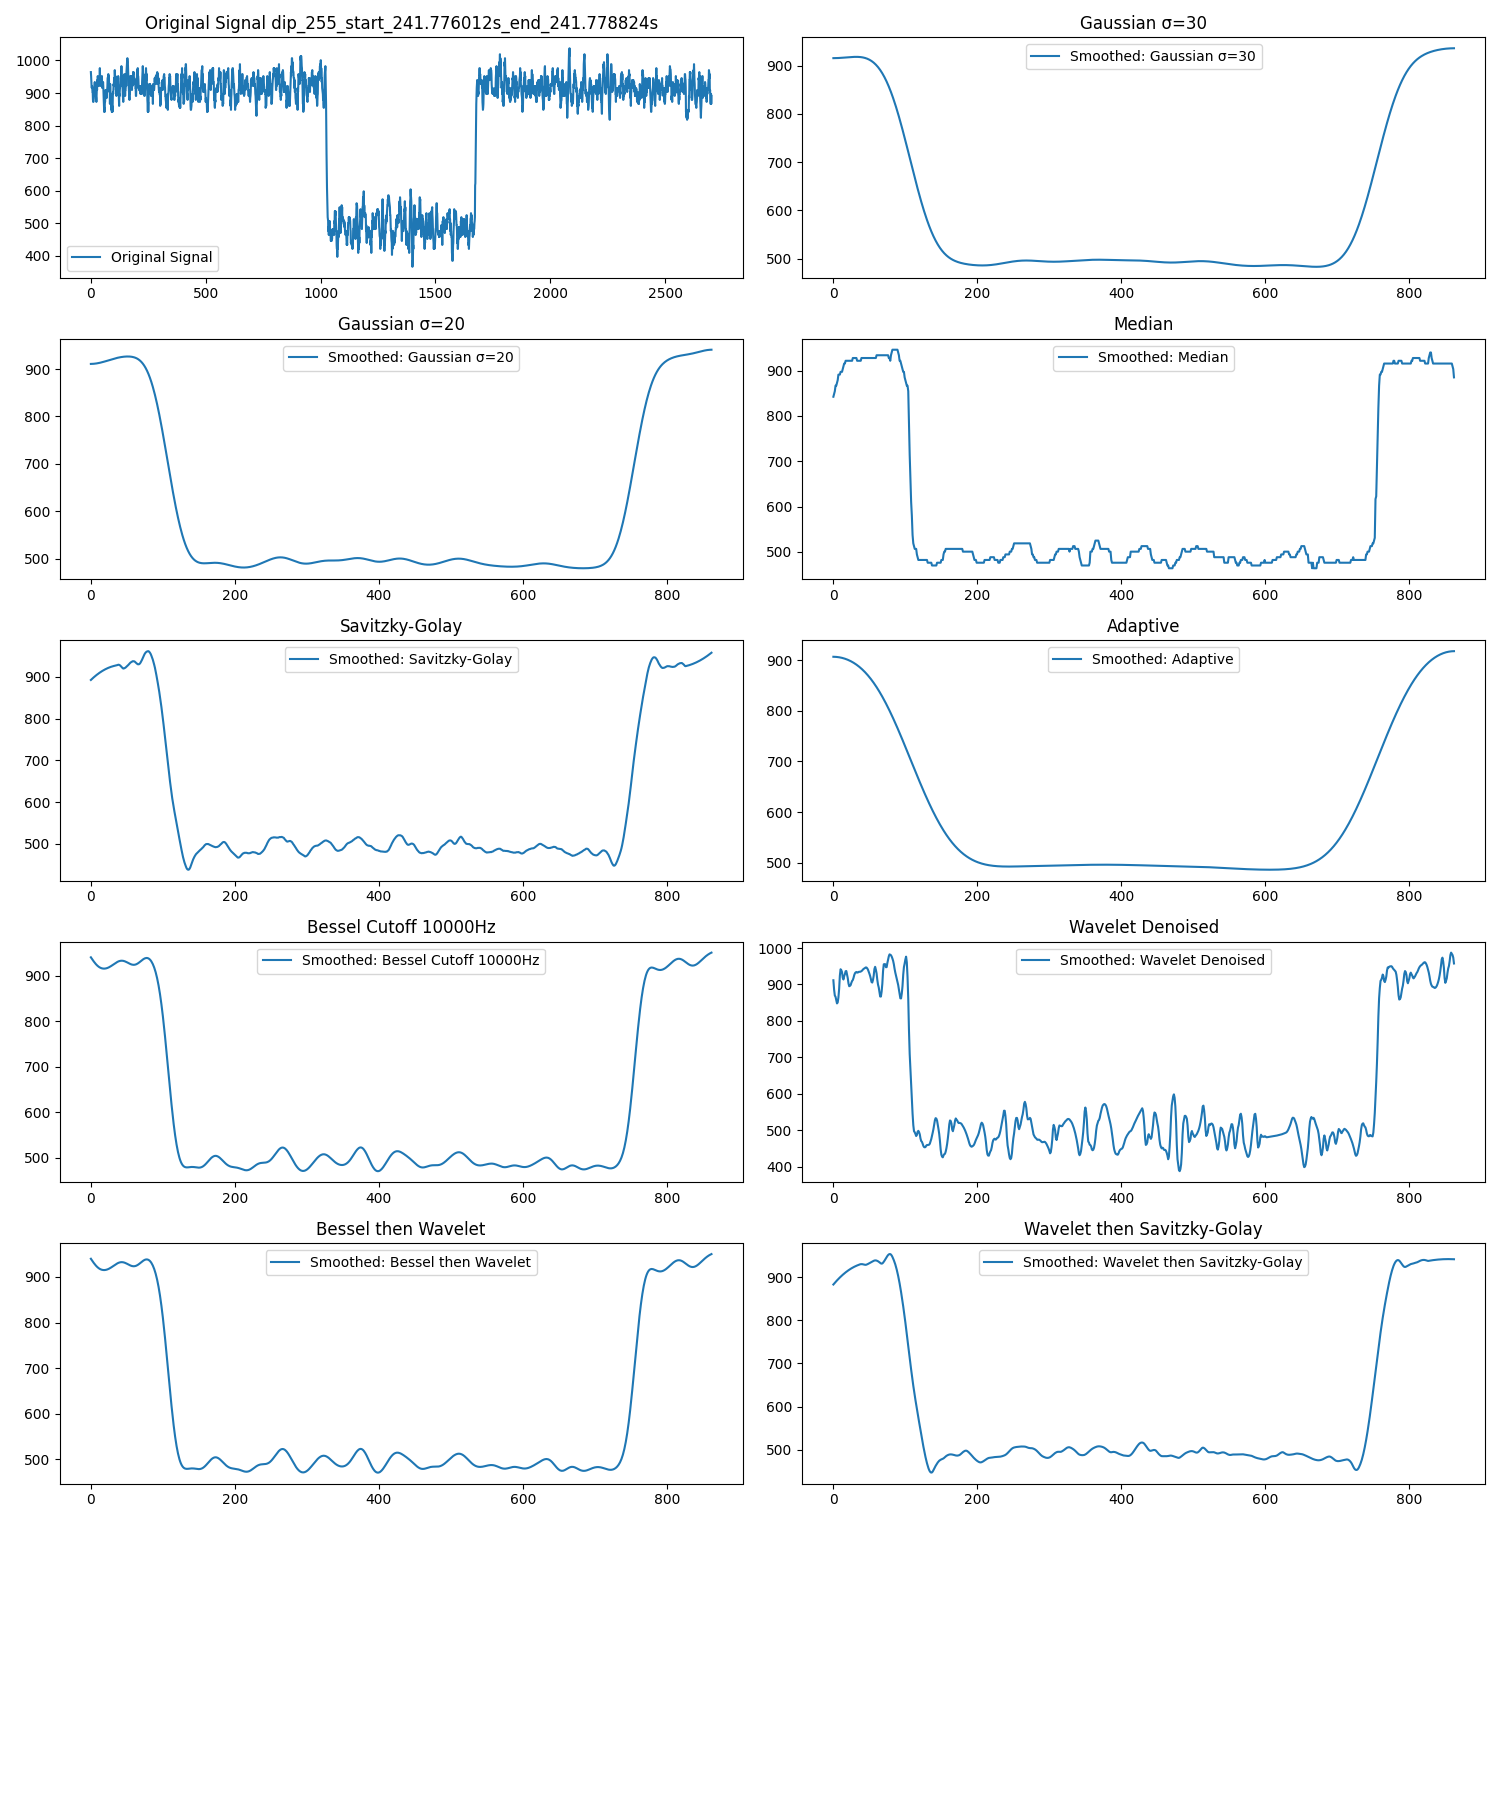 Original Signal dip_255_start_241.776012s_end_241.778824s
1000
900
800
700
600
500
400
Original Signal
0 500 1000 1500 2000 2500
Gaussian σ=30
Smoothed: Gaussian σ=30
900
800
700
600
500
0 200 400 600 800
Gaussian σ=20
Smoothed: Gaussian σ=20
900
800
700
600
500
0 200 400 600 800
Median
Smoothed: Median
900
800
700
600
500
0 200 400 600 800
Savitzky-Golay
Smoothed: Savitzky-Golay
900
800
700
600
500
0 200 400 600 800
Adaptive
Smoothed: Adaptive
900
800
700
600
500
0 200 400 600 800
Bessel Cutoff 10000Hz
Smoothed: Bessel Cutoff 10000Hz
900
800
700
600
500
0 200 400 600 800
Wavelet Denoised
Smoothed: Wavelet Denoised
1000
900
800
700
600
500
400
0 200 400 600 800
Bessel then Wavelet
Smoothed: Bessel then Wavelet
900
800
700
600
500
0 200 400 600 800
Wavelet then Savitzky-Golay
Smoothed: Wavelet then Savitzky-Golay
900
800
700
600
500
0 200 400 600 800